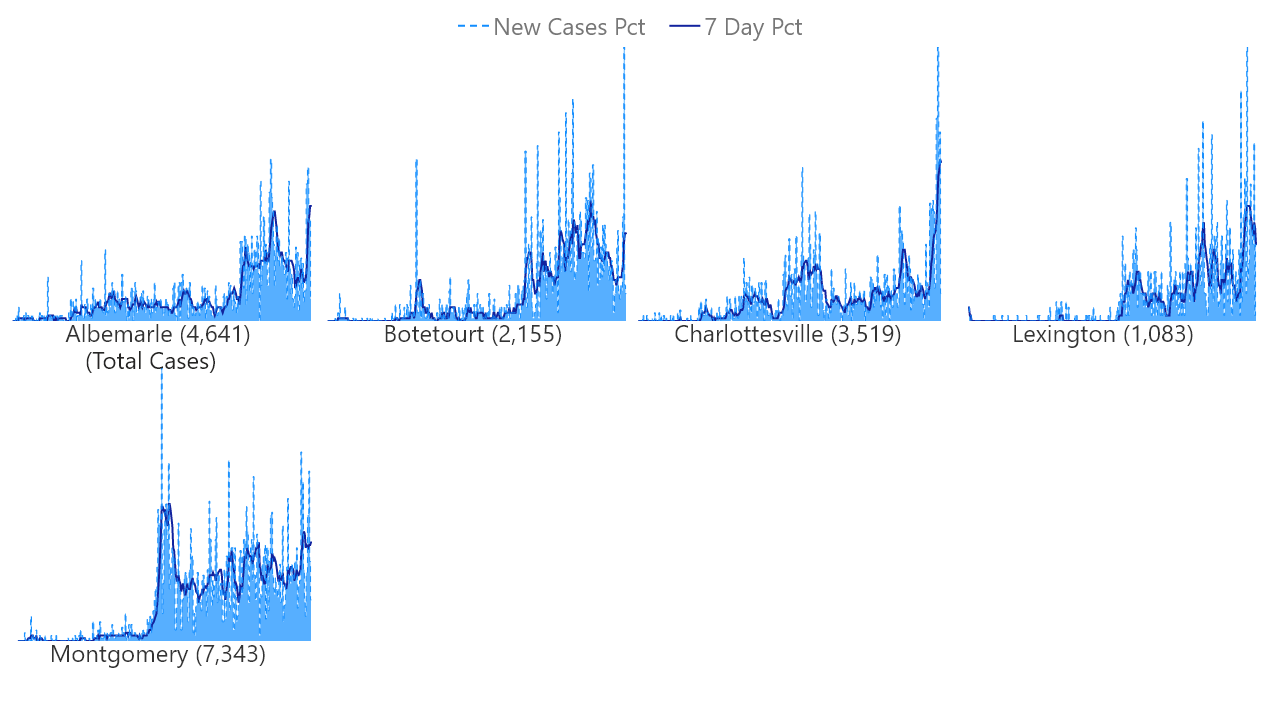 New Cases Pct 7 Day Pct
Albemarle (4,641) Botetourt (2,155) Charlottesville (3,519) Lexington (1,083)
(Total Cases)
Montgomery (7,343)